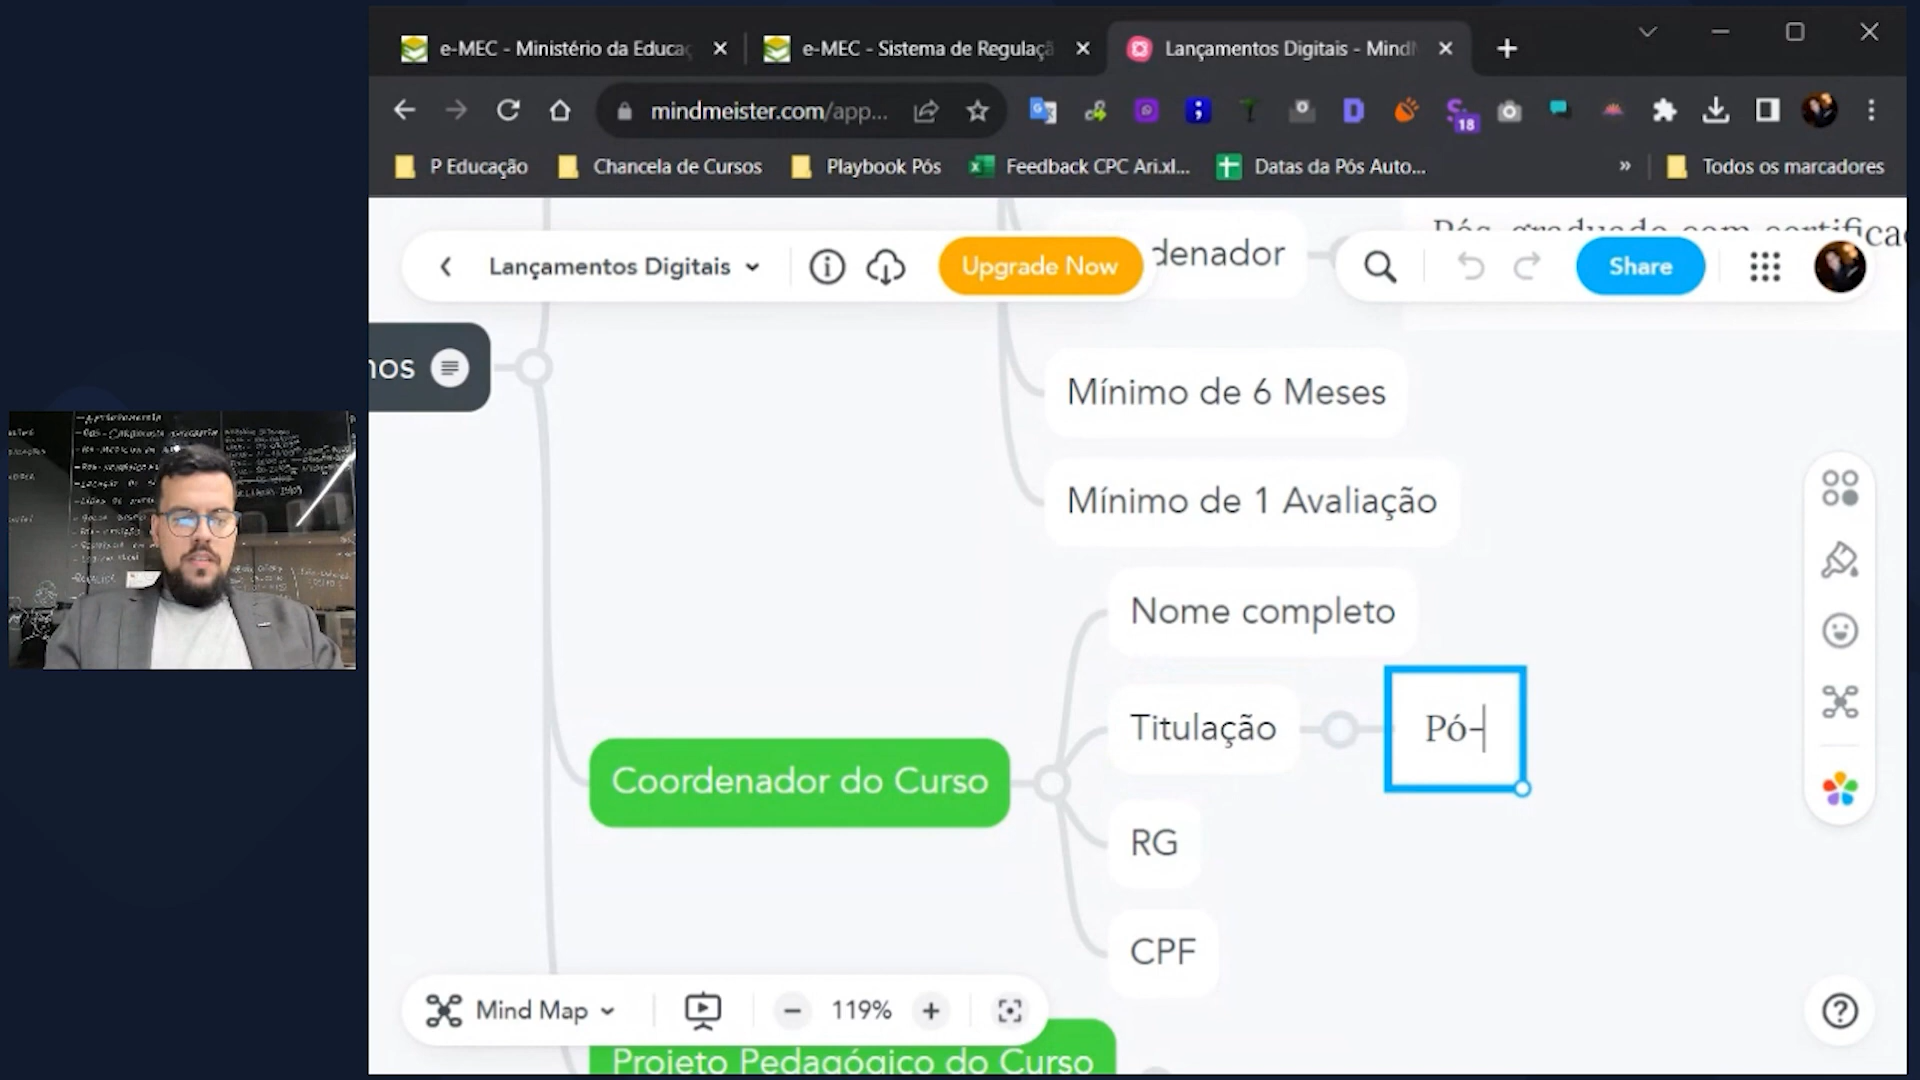 e-MEC - Ministério da Educaç
e-MEC - Sistema de Regulaçã
Lançamentos Digitais - Mind
mindmeister.com/app...
18
P Educação
Chancela de Cursos
Playbook Pós
Feedback CPC Ari.xl...
Datas da Pós Auto...
»
Todos os marcadores
Lançamentos Digitais
Upgrade Now
denador
Share
nos
Mínimo de 6 Meses
Mínimo de 1 Avaliação
Nome completo
Titulação
Pó-
Coordenador do Curso
RG
CPF
Mind Map
119%
Projeto Pedagógico do Curso